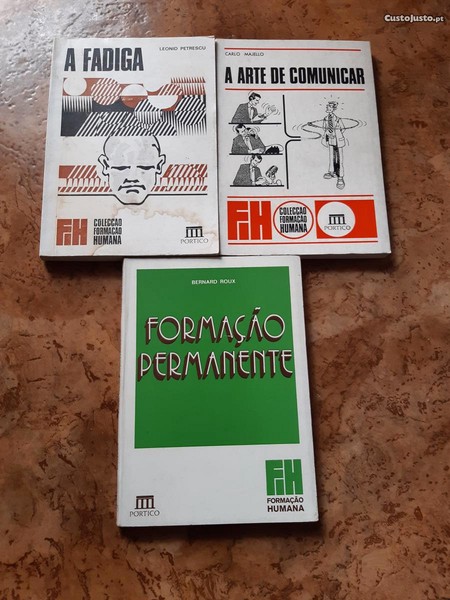 CustoJusto.pt
A FADIGA
LEONID PETRESCU
FH
COLECÇÃO
FORMAÇÃO
HUMANA
PORTICO
CARLO MAJELLO
A ARTE DE COMUNICAR
FH
COLECÇÃO
FORMAÇÃO
HUMANA
PORTICO
BERNARD ROUX
FORMAÇÃO
PERMANENTE
PORTICO
FH
FORMAÇÃO
HUMANA